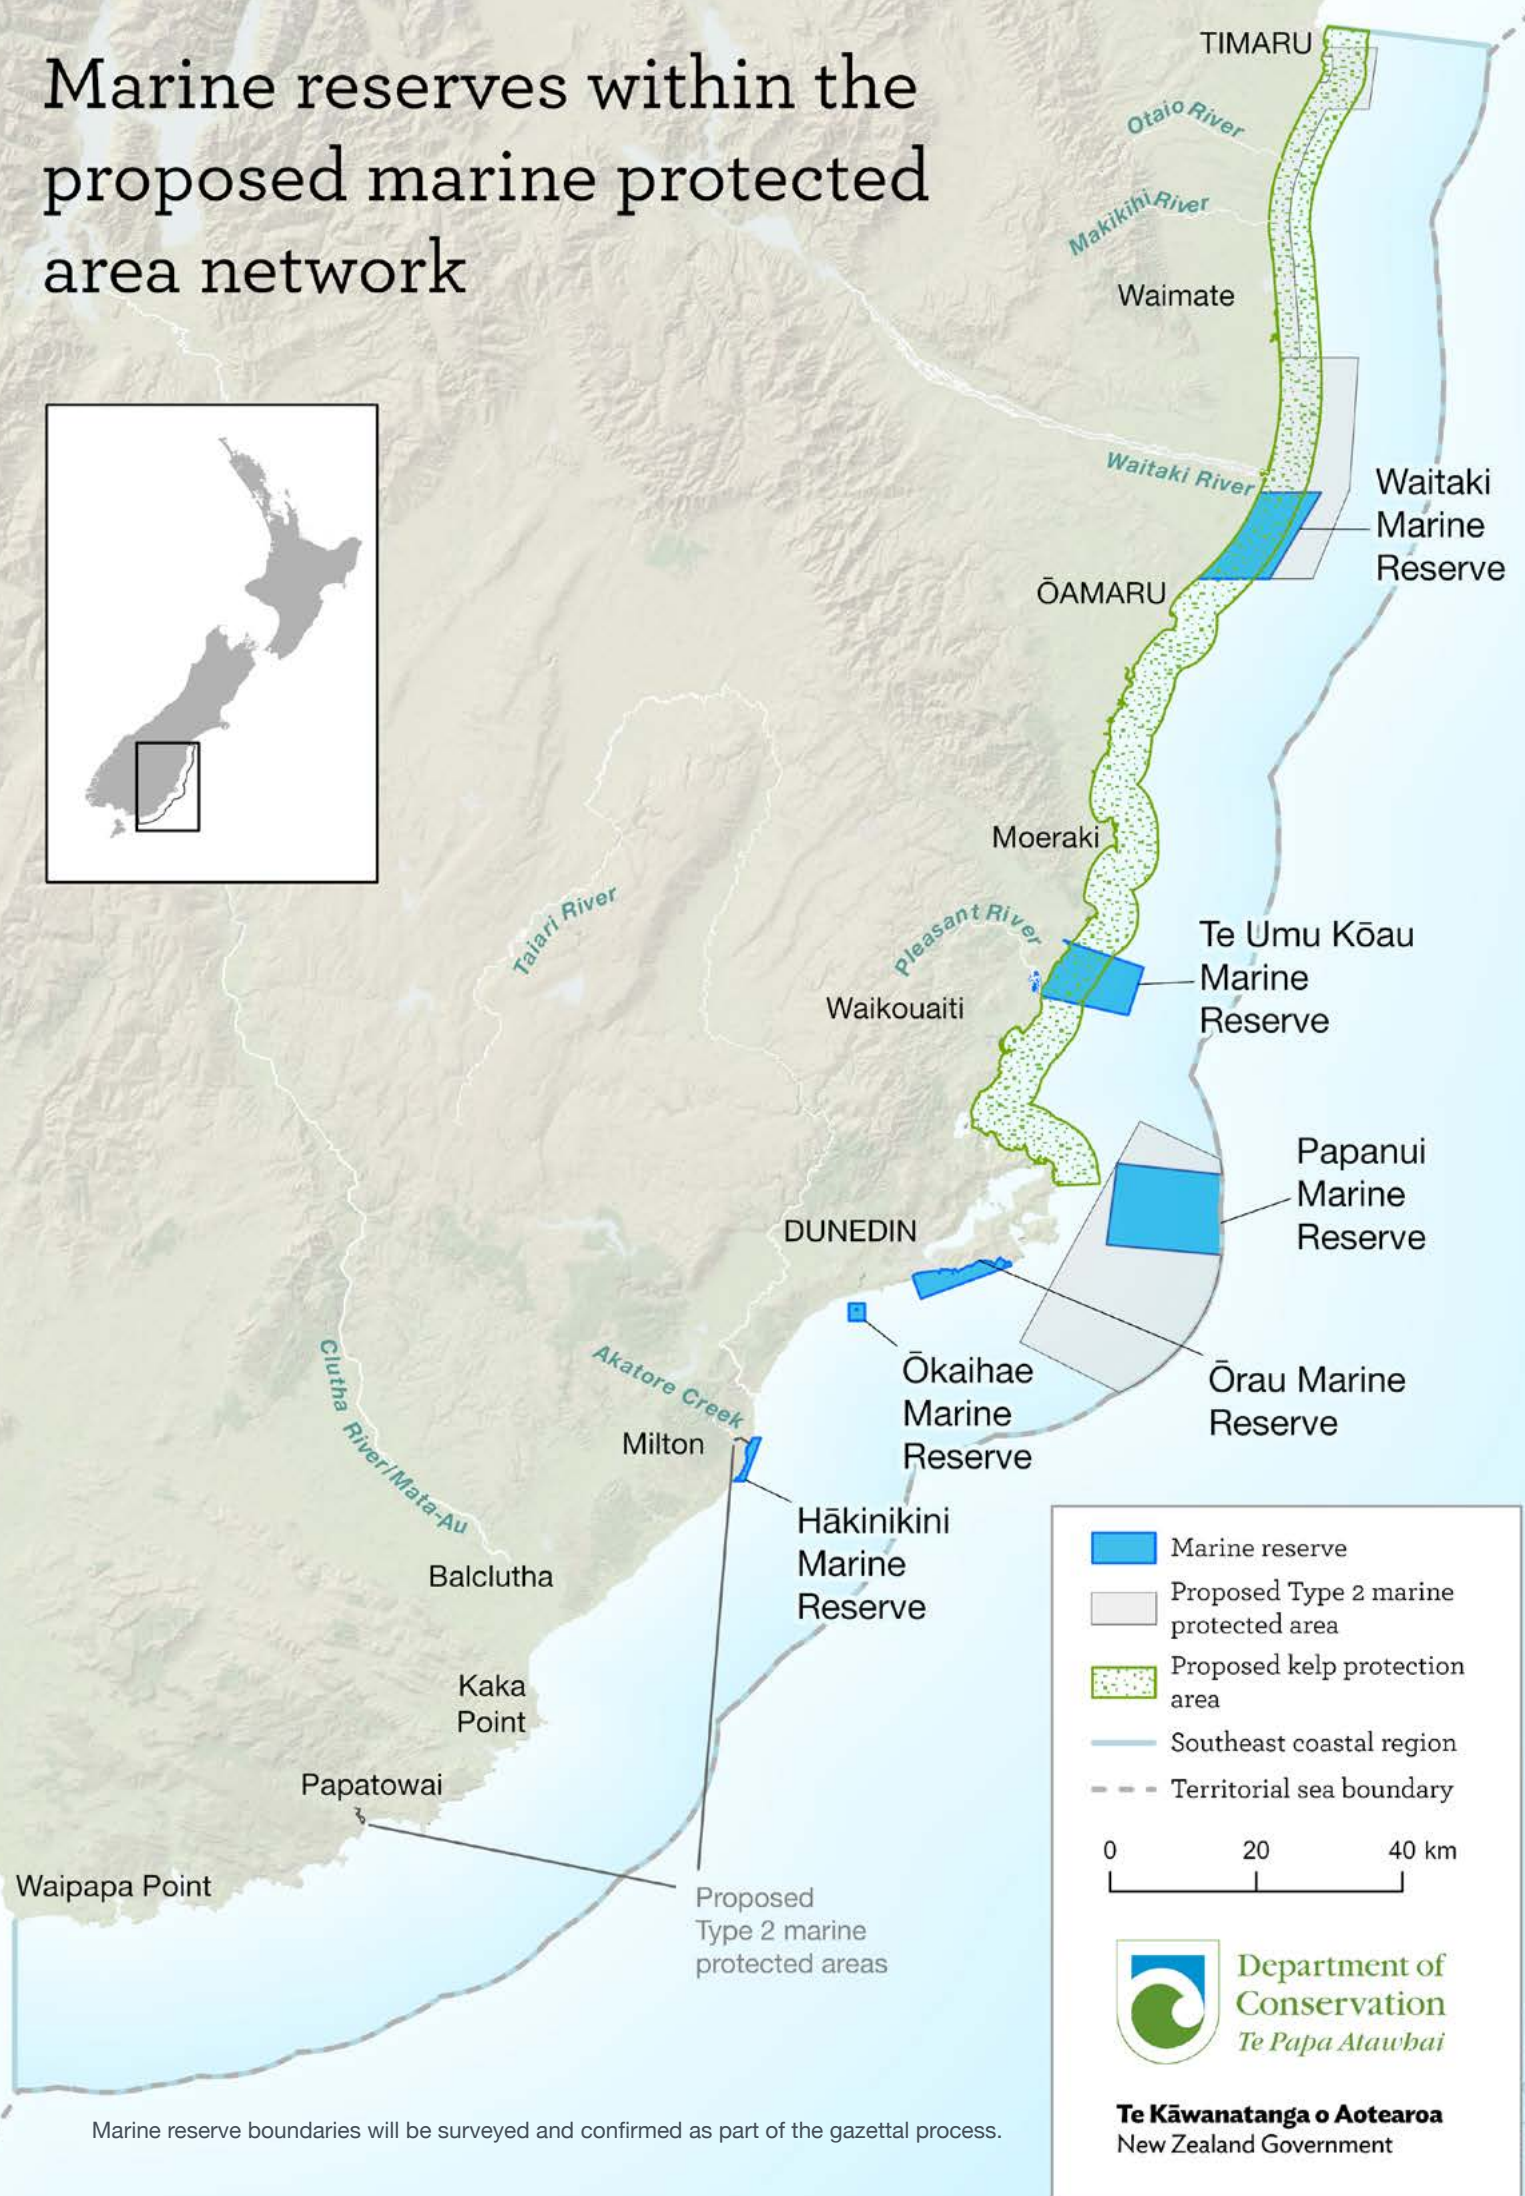 Marine reserves within the
proposed marine protected
area network
TIMARU
Otaio River
Makikihi River
Waimate
Waitaki River
Waitaki
Marine
Reserve
ŌAMARU
Moeraki
Taiari River
Pleasant River
Te Umu Kōau
Marine
Reserve
Waikouaiti
Papanui
Marine
Reserve
DUNEDIN
Ōkaihae
Marine
Reserve
Ōrau Marine
Reserve
Clutha River/Mata-Au
Akatore Creek
Milton
Hākinikini
Marine
Reserve
Balclutha
Kaka
Point
Papatowai
Waipapa Point
Proposed
Type 2 marine
protected areas
Marine reserve
Proposed Type 2 marine
protected area
Proposed kelp protection
area
Southeast coastal region
Territorial sea boundary
0 20 40 km
Department of
Conservation
Te Papa Atawhai
Te Kāwanatanga o Aotearoa
New Zealand Government
Marine reserve boundaries will be surveyed and confirmed as part of the gazettal process.